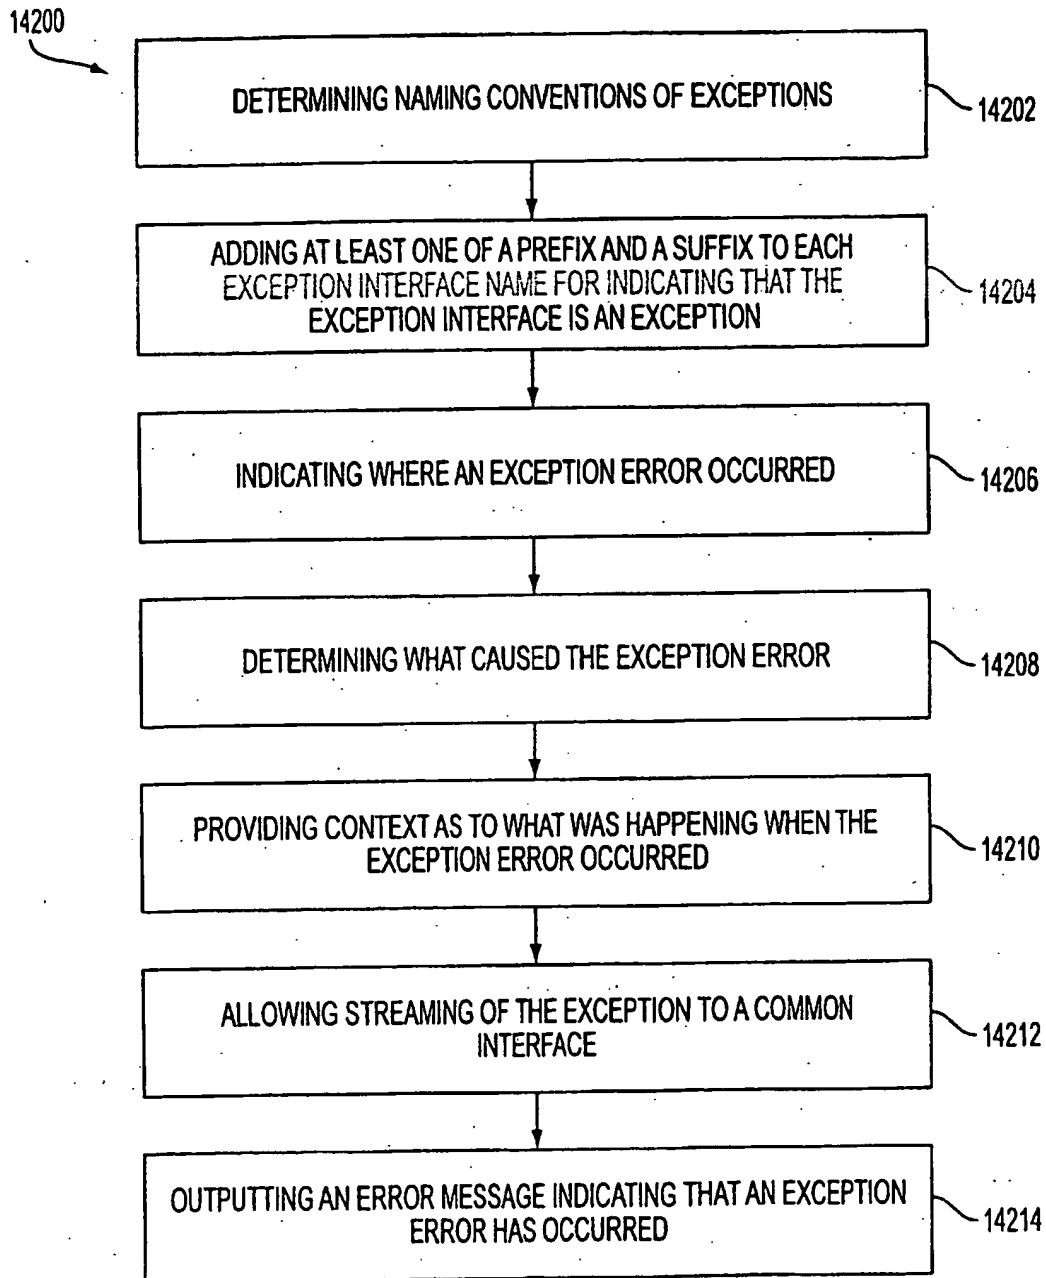 14200
DETERMINING NAMING CONVENTIONS OF EXCEPTIONS
14202
ADDING AT LEAST ONE OF A PREFIX AND A SUFFIX TO EACH
EXCEPTION INTERFACE NAME FOR INDICATING THAT THE
EXCEPTION INTERFACE IS AN EXCEPTION
14204
INDICATING WHERE AN EXCEPTION ERROR OCCURRED
14206
DETERMINING WHAT CAUSED THE EXCEPTION ERROR
14208
PROVIDING CONTEXT AS TO WHAT WAS HAPPENING WHEN THE
EXCEPTION ERROR OCCURRED
14210
ALLOWING STREAMING OF THE EXCEPTION TO A COMMON
INTERFACE
14212
OUTPUTTING AN ERROR MESSAGE INDICATING THAT AN EXCEPTION
ERROR HAS OCCURRED
14214